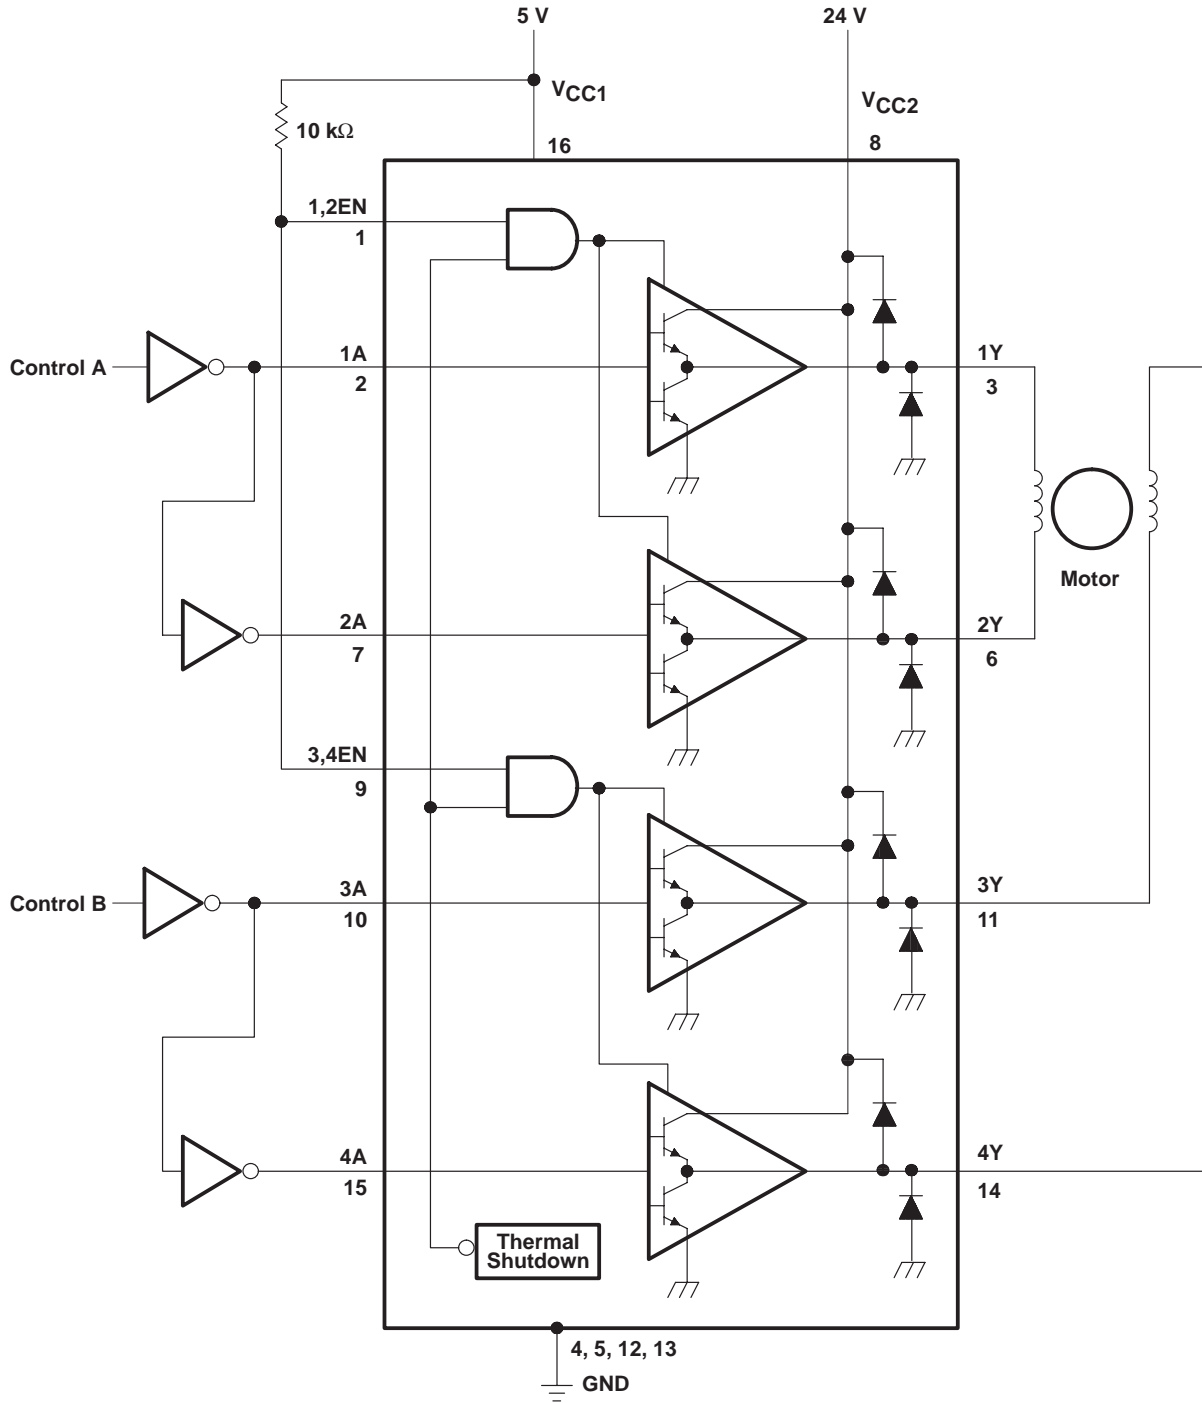 5 V
24 V
VCC1
VCC2
10 kΩ
16
8
1,2EN
1
Control A
1A
2
1Y
3
Motor
2A
7
2Y
6
3,4EN
9
Control B
3A
10
3Y
11
4A
15
4Y
14
Thermal
Shutdown
4, 5, 12, 13
GND